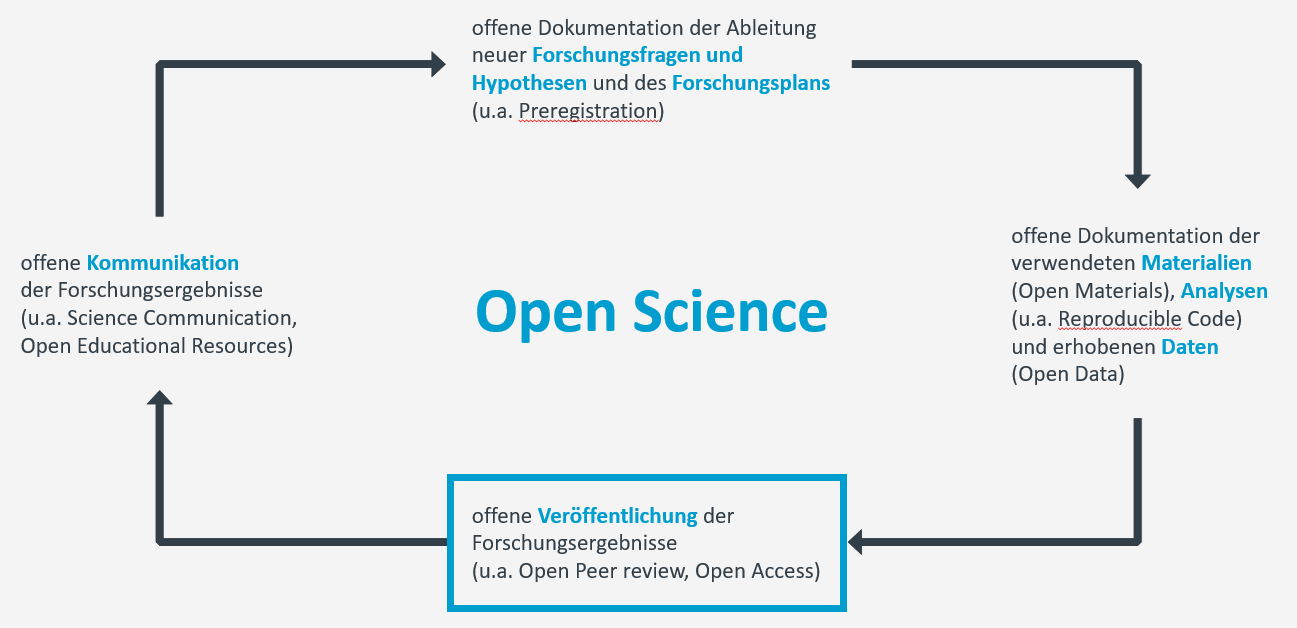 offene Dokumentation der Ableitung
neuer Forschungsfragen und
Hypothesen und des Forschungsplans
(u.a. Preregistration)
offene Dokumentation der
verwendeten Materialien
(Open Materials), Analysen
(u.a. Reproducible Code)
und erhobenen Daten
(Open Data)
offene Kommunikation
der Forschungsergebnisse
(u.a. Science Communication,
Open Educational Resources)
Open Science
offene Veröffentlichung der
Forschungsergebnisse
(u.a. Open Peer review, Open Access)